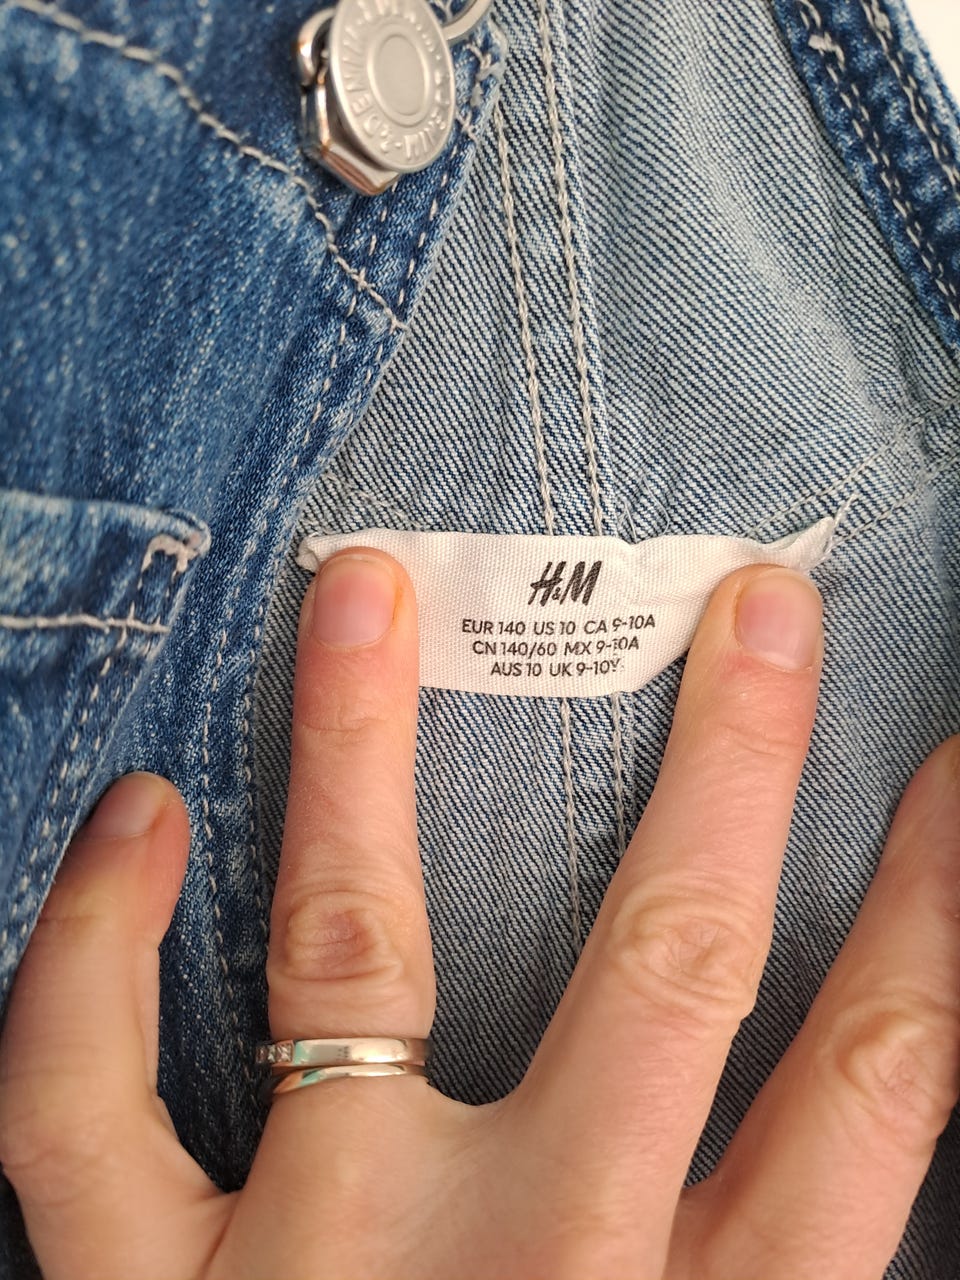 H&M
EUR 140 US 10 CA 9-10A
CN 140/60 MX 9-10A
AUS 10 UK 9-10Y